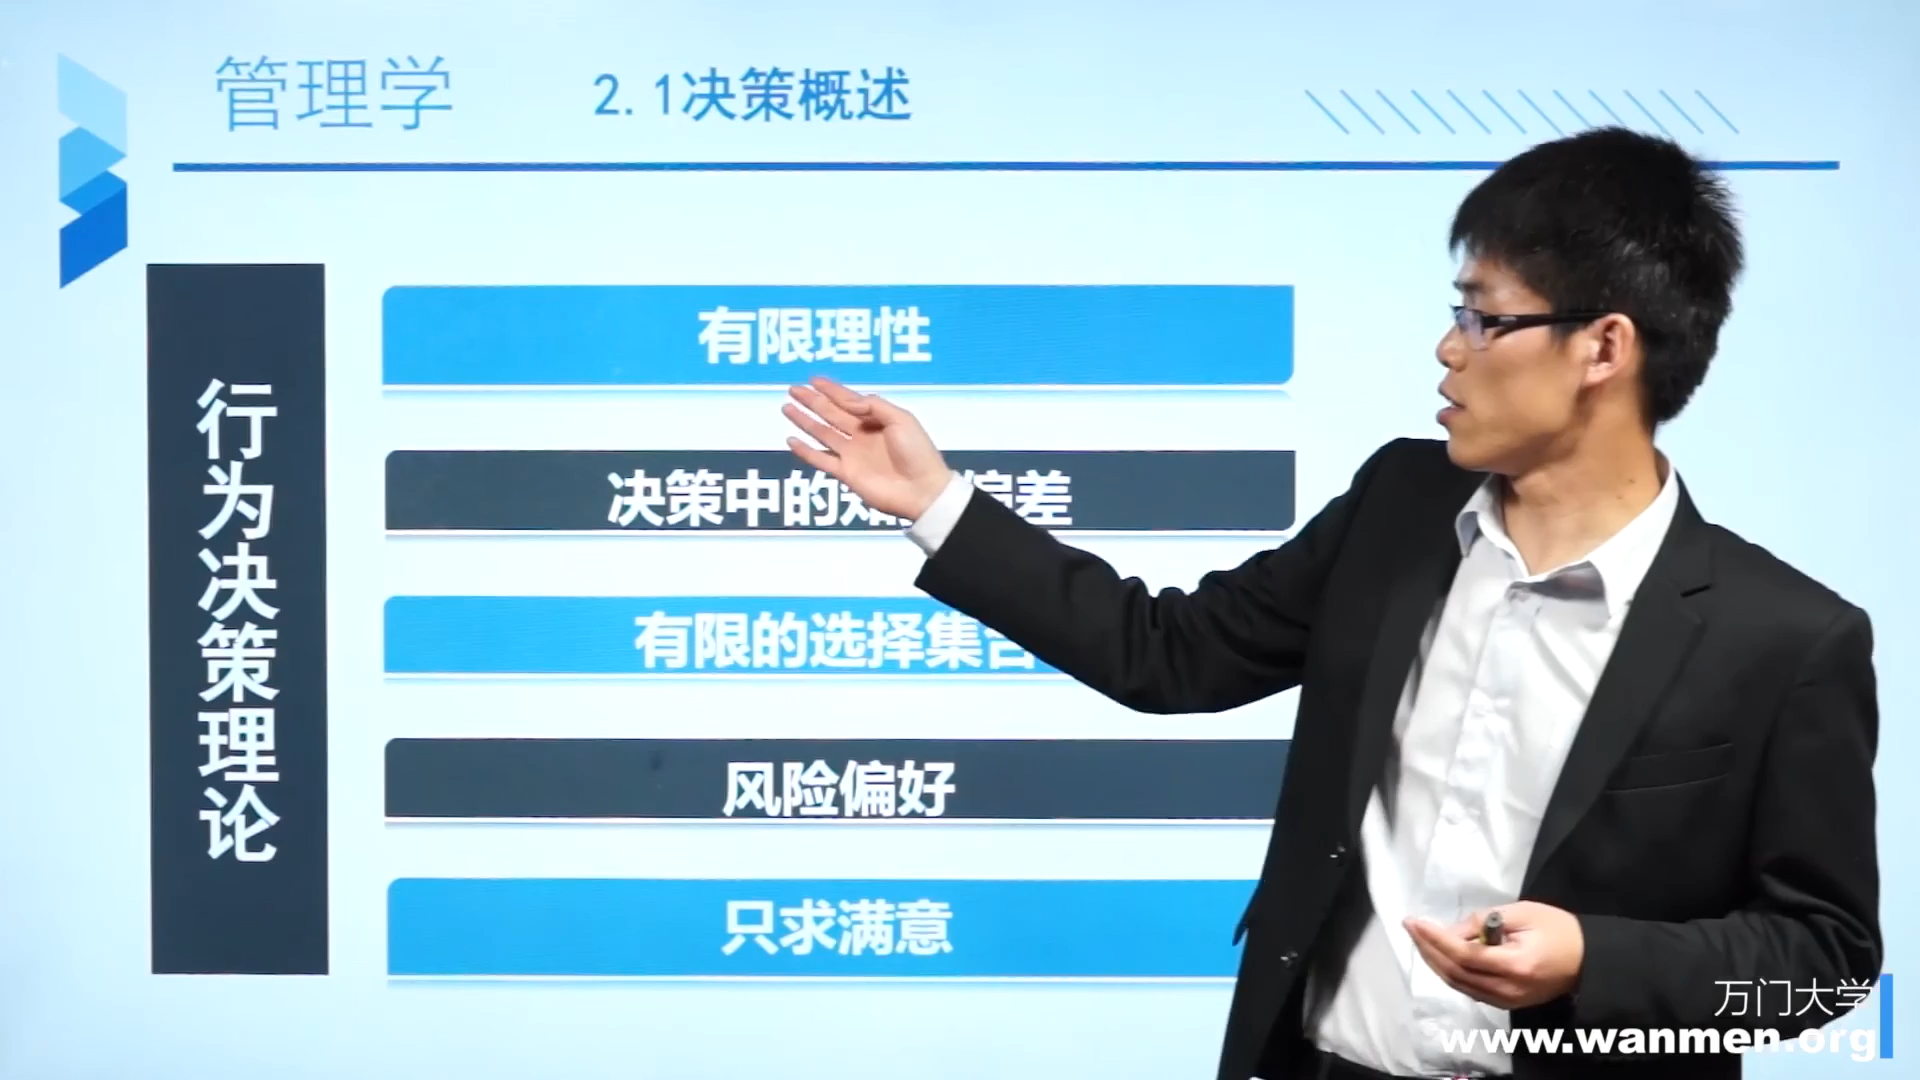 管理学 2.1决策概述
行为决策理论
有限理性
决策中的知 偏差
有限的选择集合
风险偏好
只求满意
万门大学
www.wanmen.org